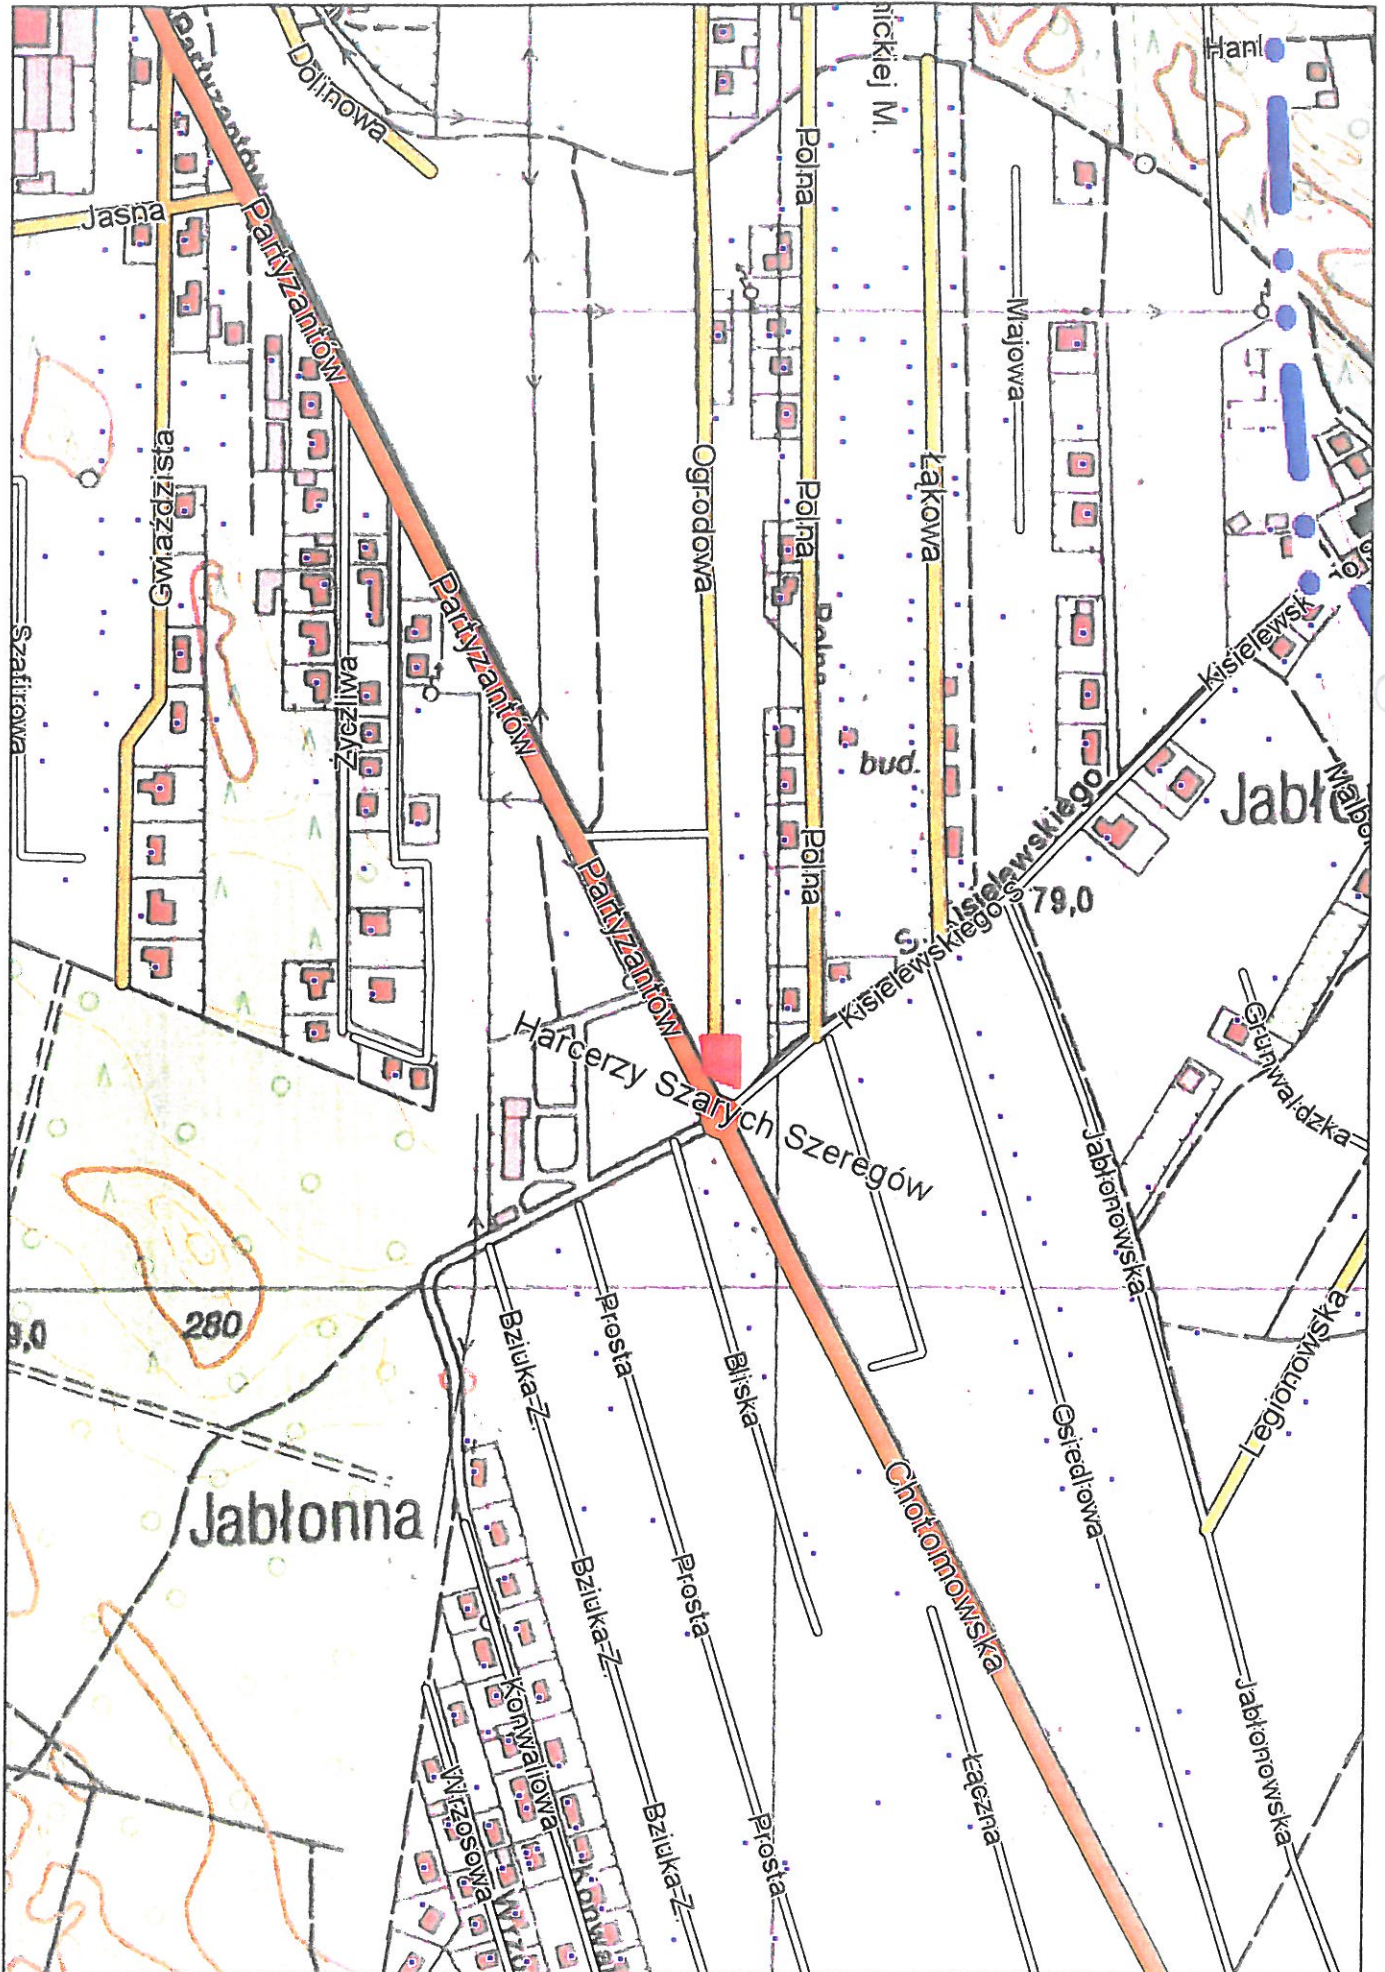 Partyzantów
Dolinowa
nickiej M.
Hanl
Jasna
Partyzantów
Polna
Majowa
Gwiaździsta
Ogrodowa
Polna
Łąkowa
Szafirowa
Życzliwa
Partyzantów
Polna
Kisielewsk
bud.
Jabło
Malbo
Partyzantów
Polna
Kisielewskiego
S.
Kisielewskiego S
79,0
Harcerzy Szarych Szeregów
Grunwaldzka
Jabłonowska
280
9,0
Bziuka-Z.
Prosta
Bliska
Legionowska
Osiedlowa
Chotomowska
Jabłonna
Bziuka-Z.
Prosta
Konwaliowa
Wrzosowa
Jabłonowska
Łączna
Bziuka-Z.
Prosta